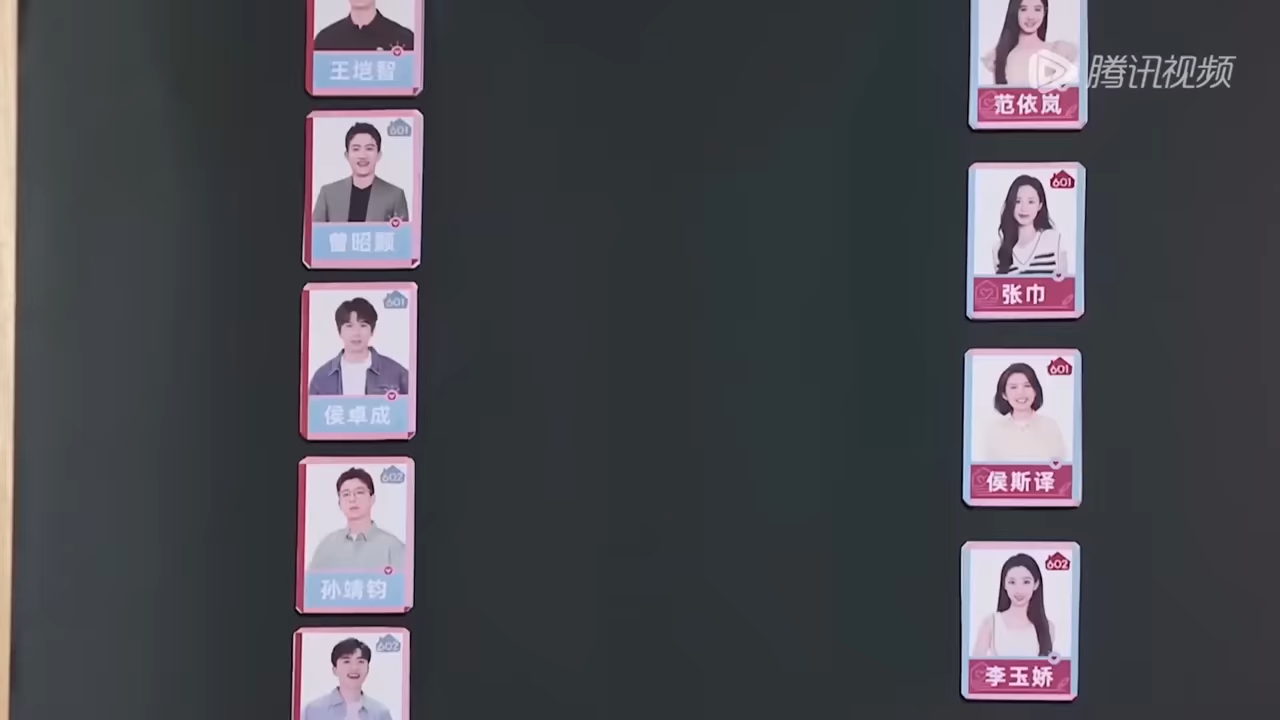 王垲智
601
曾昭颢
601
侯卓成
602
孙靖钧
602
腾讯视频
范依岚
601
张巾
601
侯斯译
602
李玉娇